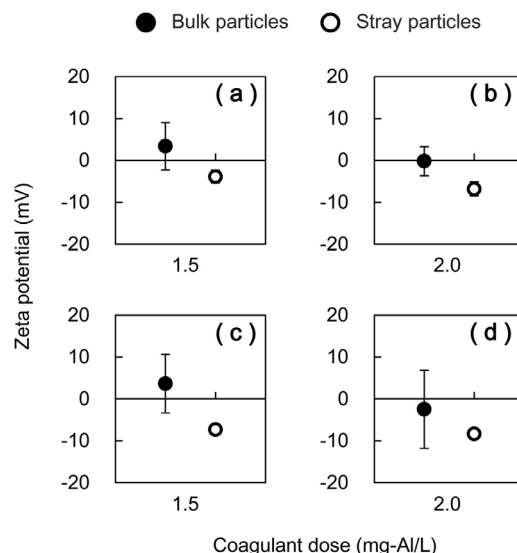 Bulk particles Stray particles
20 (a) 20 (b)
10 10
0 0
-10 -10
-20 -20
1.5 2.0
20 (c) 20 (d)
10 10
0 0
-10 -10
-20 -20
1.5 2.0
Zeta potential (mV)
Coagulant dose (mg-Al/L)